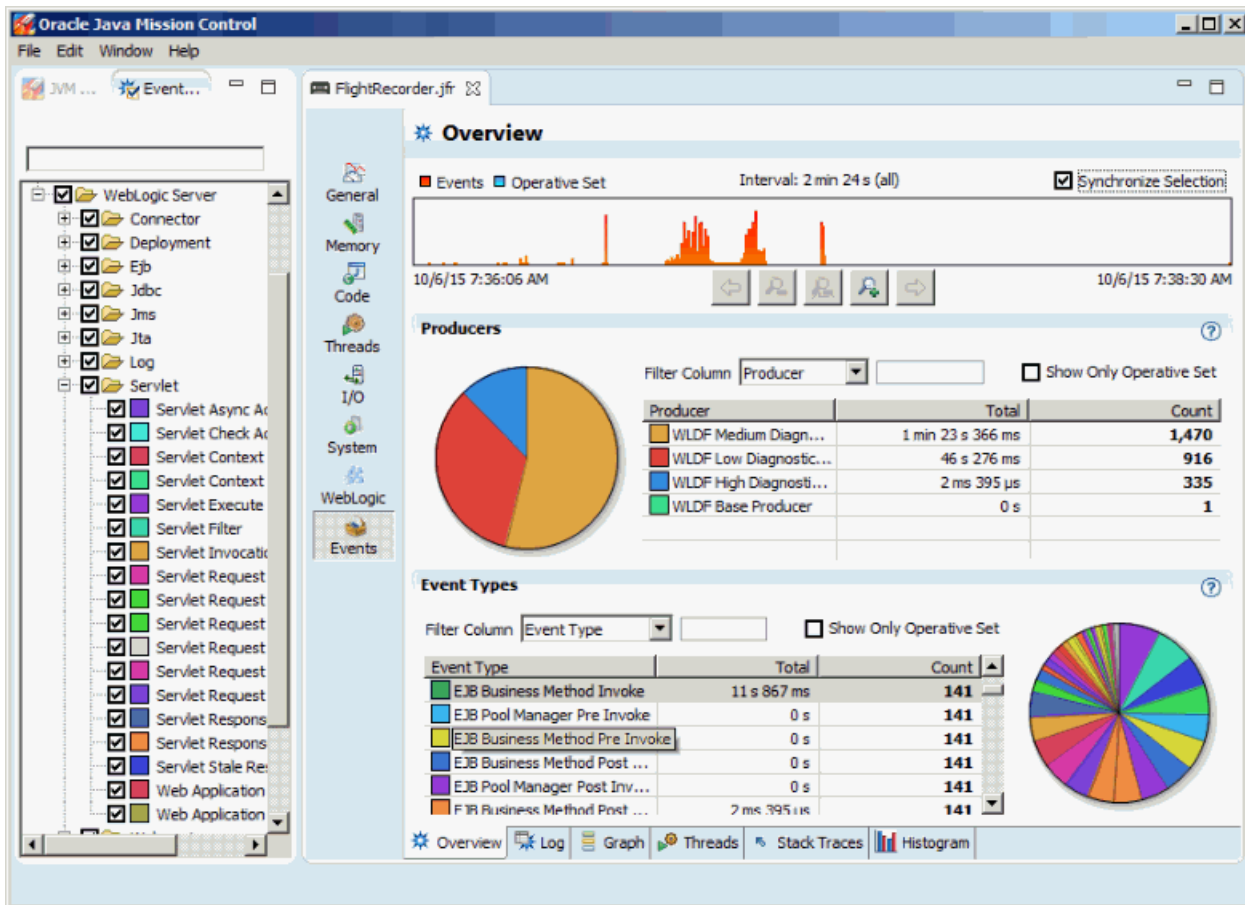 Oracle Java Mission Control
File Edit Window Help
JVM ... Event...
WebLogic Server
Connector
Deployment
Ejb
Jdbc
Jms
Jta
Log
Servlet
Servlet Async Ac
Servlet Check Ac
Servlet Context
Servlet Context
Servlet Execute
Servlet Filter
Servlet Invocatic
Servlet Request
Servlet Request
Servlet Request
Servlet Request
Servlet Request
Servlet Request
Servlet Respons
Servlet Respons
Servlet Stale Re
Web Application
Web Application
FlightRecorder.jfr
General
Memory
Code
Threads
I/O
System
WebLogic
Events
Overview
Events Operative Set Interval: 2 min 24 s (all) Synchronize Selection
10/6/15 7:36:06 AM 10/6/15 7:38:30 AM
Producers
Filter Column Producer Show Only Operative Set
Producer Total Count
WLDF Medium Diagn... 1 min 23 s 366 ms 1,470
WLDF Low Diagnostic... 46 s 276 ms 916
WLDF High Diagnosti... 2 ms 395 µs 335
WLDF Base Producer 0 s 1
Event Types
Filter Column Event Type Show Only Operative Set
Event Type Total Count
EJB Business Method Invoke 11 s 867 ms 141
EJB Pool Manager Pre Invoke 0 s 141
EJB Business Method Pre Invoke 0 s 141
EJB Business Method Post ... 0 s 141
EJB Pool Manager Post Inv... 0 s 141
EJB Business Method Post ... 2 ms 395 µs 141
Overview Log Graph Threads Stack Traces Histogram